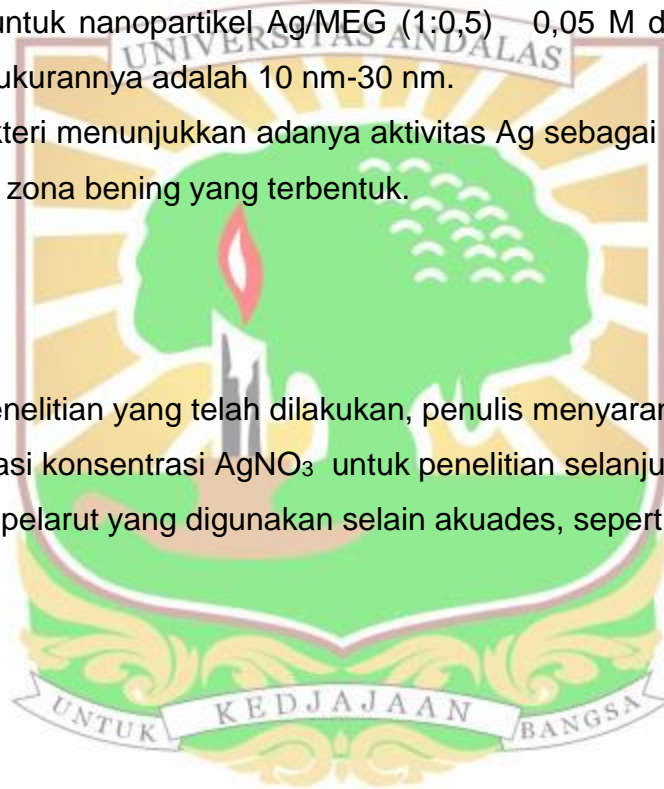 untuk nanopartikel Ag/MEG (1:0,5) 0,05 M d
UNIVERSITAS ANDALAS
ukurannya adalah 10 nm-30 nm.
kteri menunjukkan adanya aktivitas Ag sebagai
zona bening yang terbentuk.
enelitian yang telah dilakukan, penulis menyaran
asi konsentrasi AgNO₃ untuk penelitian selanju
pelarut yang digunakan selain akuades, sepert
UNTUK KEDJAJAAN BANGSA